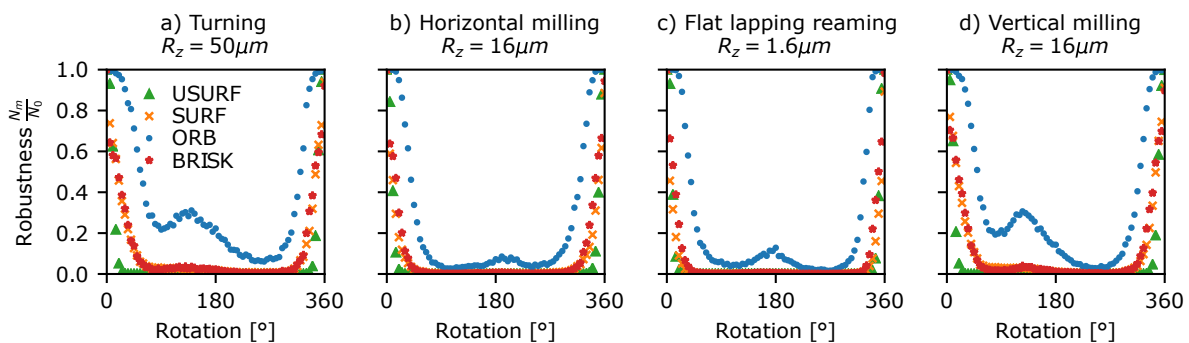 a) Turning
R_z = 50μm
b) Horizontal milling
R_z = 16μm
c) Flat lapping reaming
R_z = 1.6μm
d) Vertical milling
R_z = 16μm
Robustness N_m/N_0
1.0
0.8
0.6
0.4
0.2
0.0
USURF
SURF
ORB
BRISK
0 180 360
0 180 360
0 180 360
0 180 360
Rotation [°]
Rotation [°]
Rotation [°]
Rotation [°]